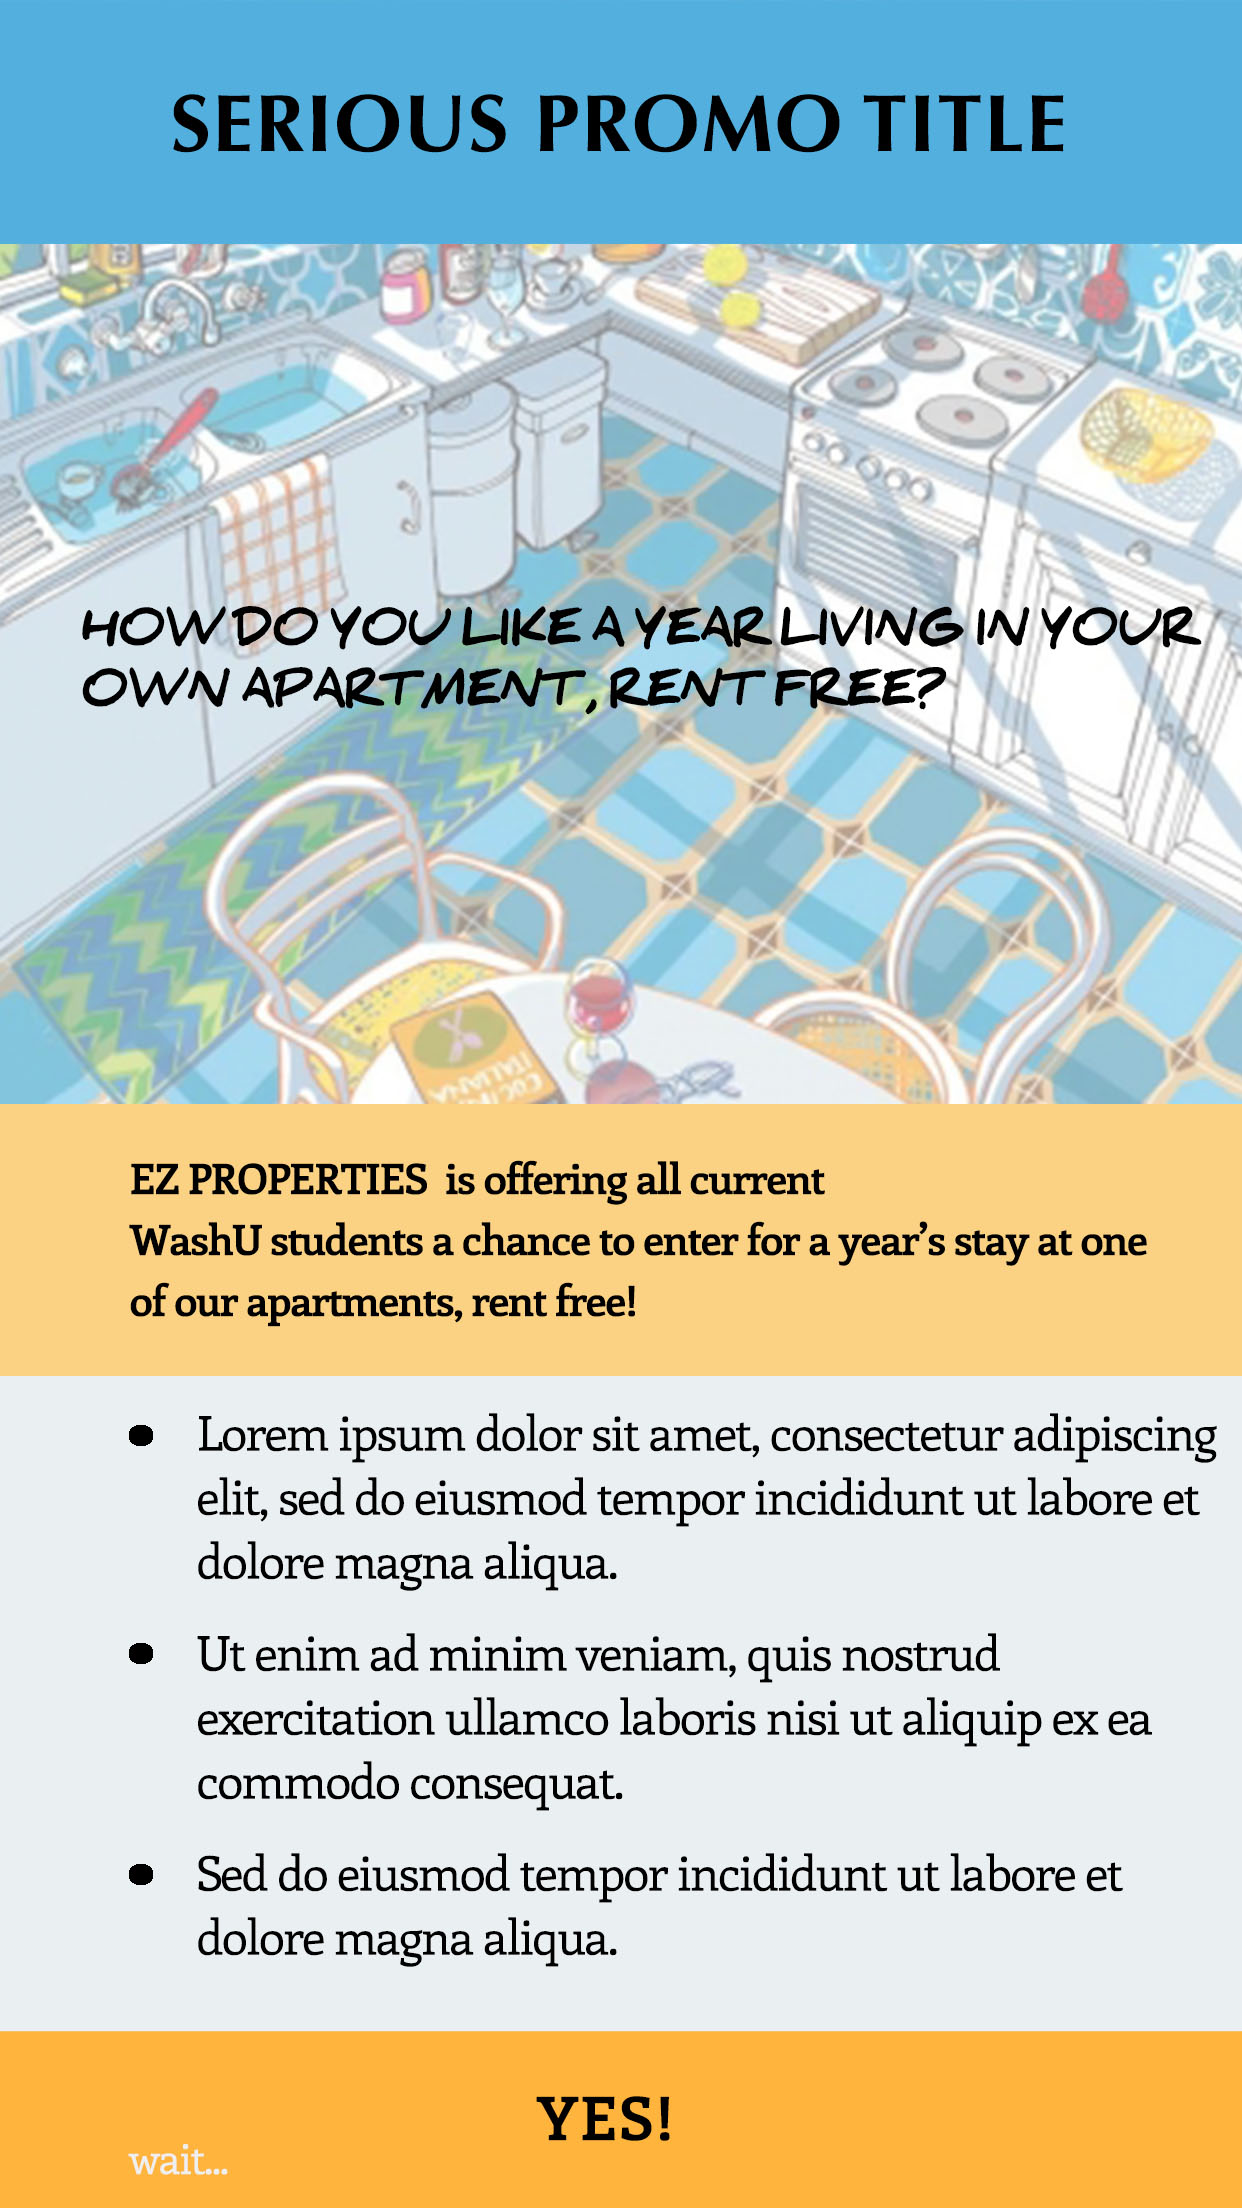 SERIOUS PROMO TITLE
HOW DO YOU LIKE A YEAR LIVING IN YOUR
OWN APARTMENT, RENT FREE?
CUCINA
ITALIANA
EZ PROPERTIES is offering all current
WashU students a chance to enter for a year’s stay at one
of our apartments, rent free!
• Lorem ipsum dolor sit amet, consectetur adipiscing
elit, sed do eiusmod tempor incididunt ut labore et
dolore magna aliqua.
• Ut enim ad minim veniam, quis nostrud
exercitation ullamco laboris nisi ut aliquip ex ea
commodo consequat.
• Sed do eiusmod tempor incididunt ut labore et
dolore magna aliqua.
YES!
wait...